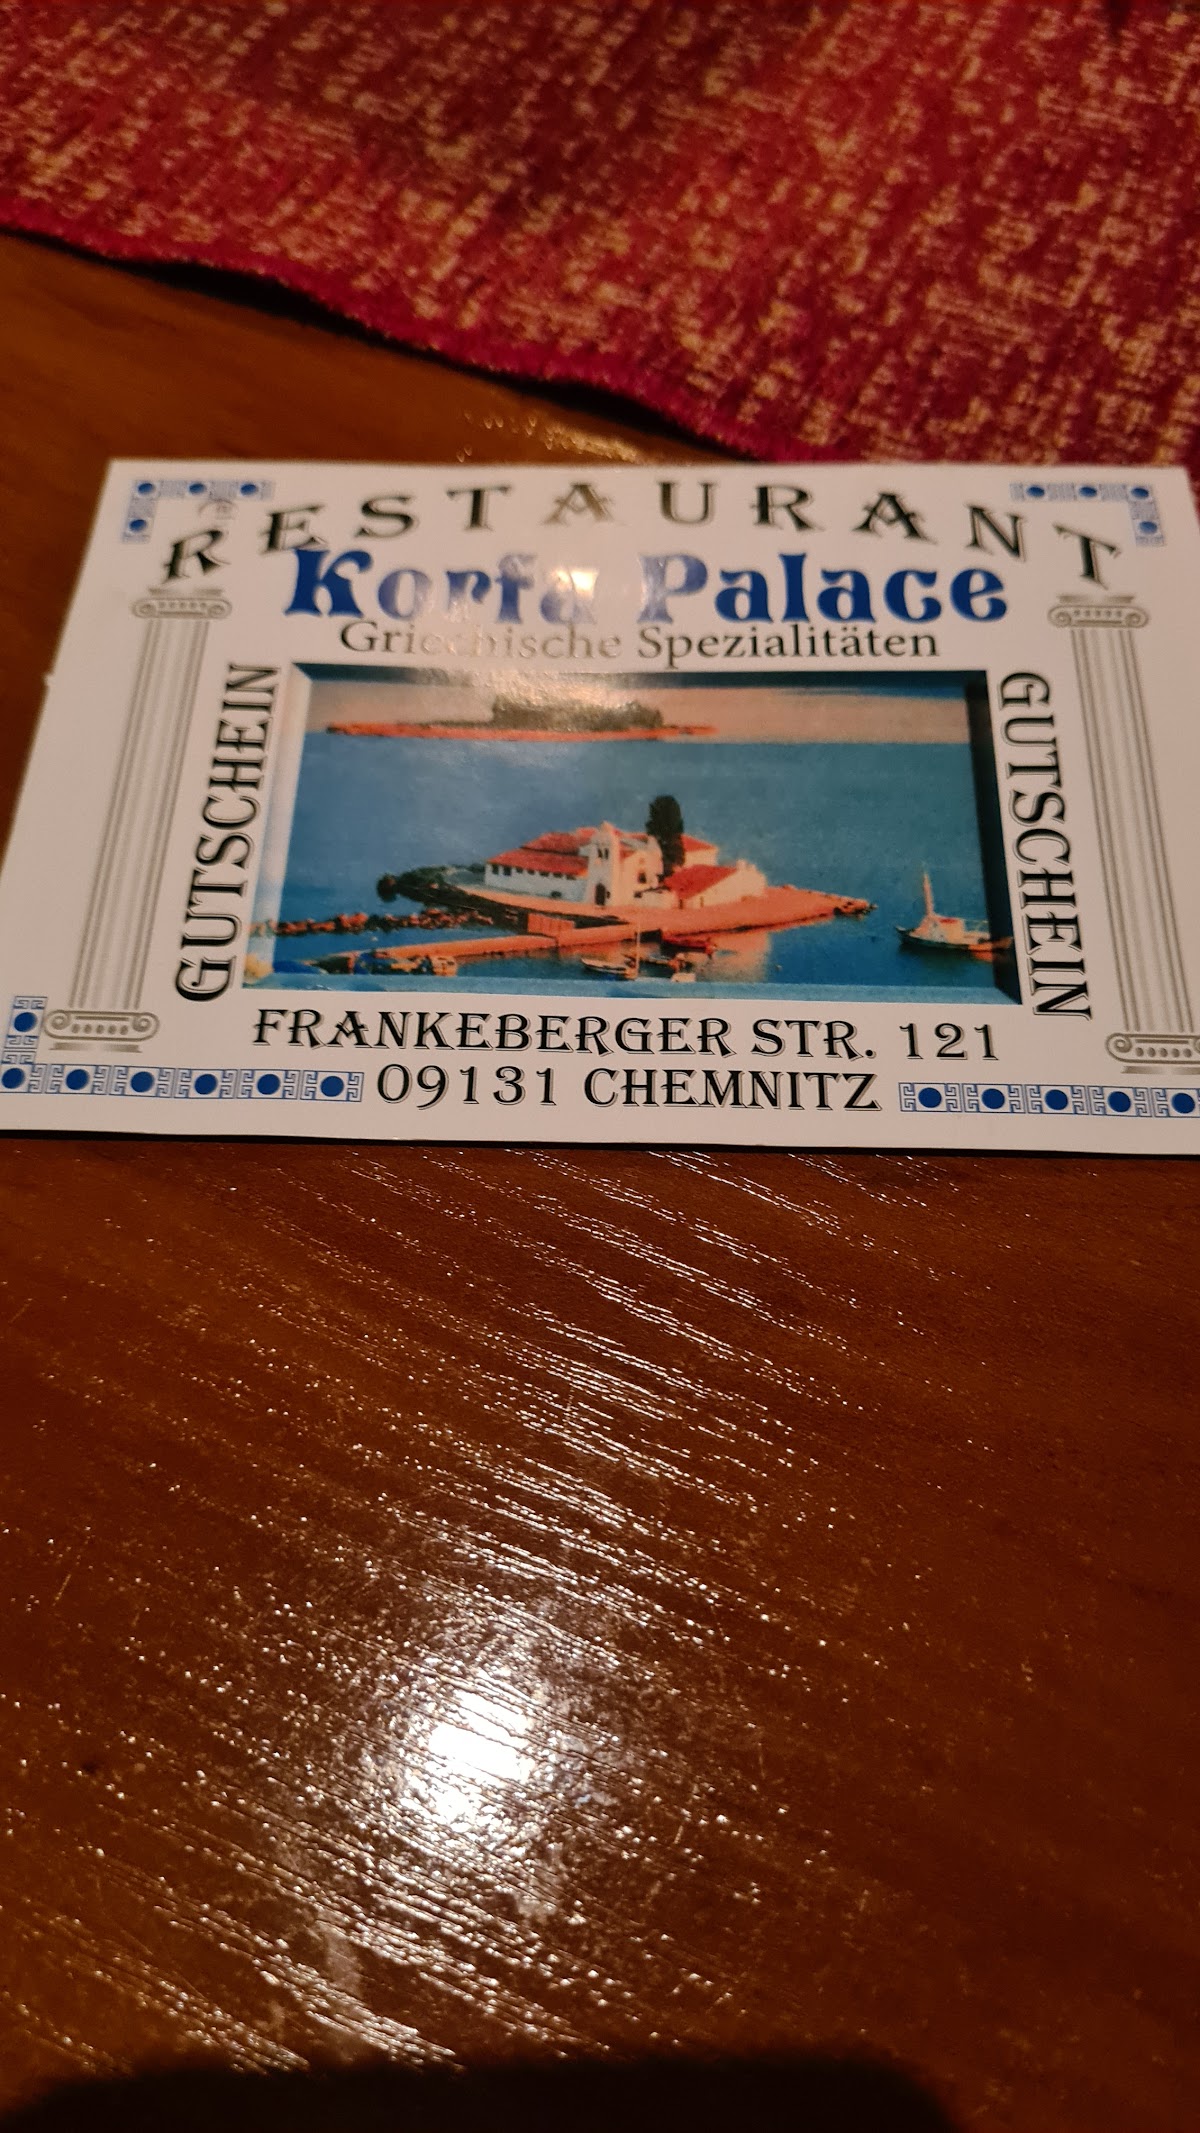 RESTAURANT
Korfu Palace
Griechische Spezialitäten
GUTSCHEIN
GUTSCHEIN
FRANKEBERGER STR. 121
09131 CHEMNITZ